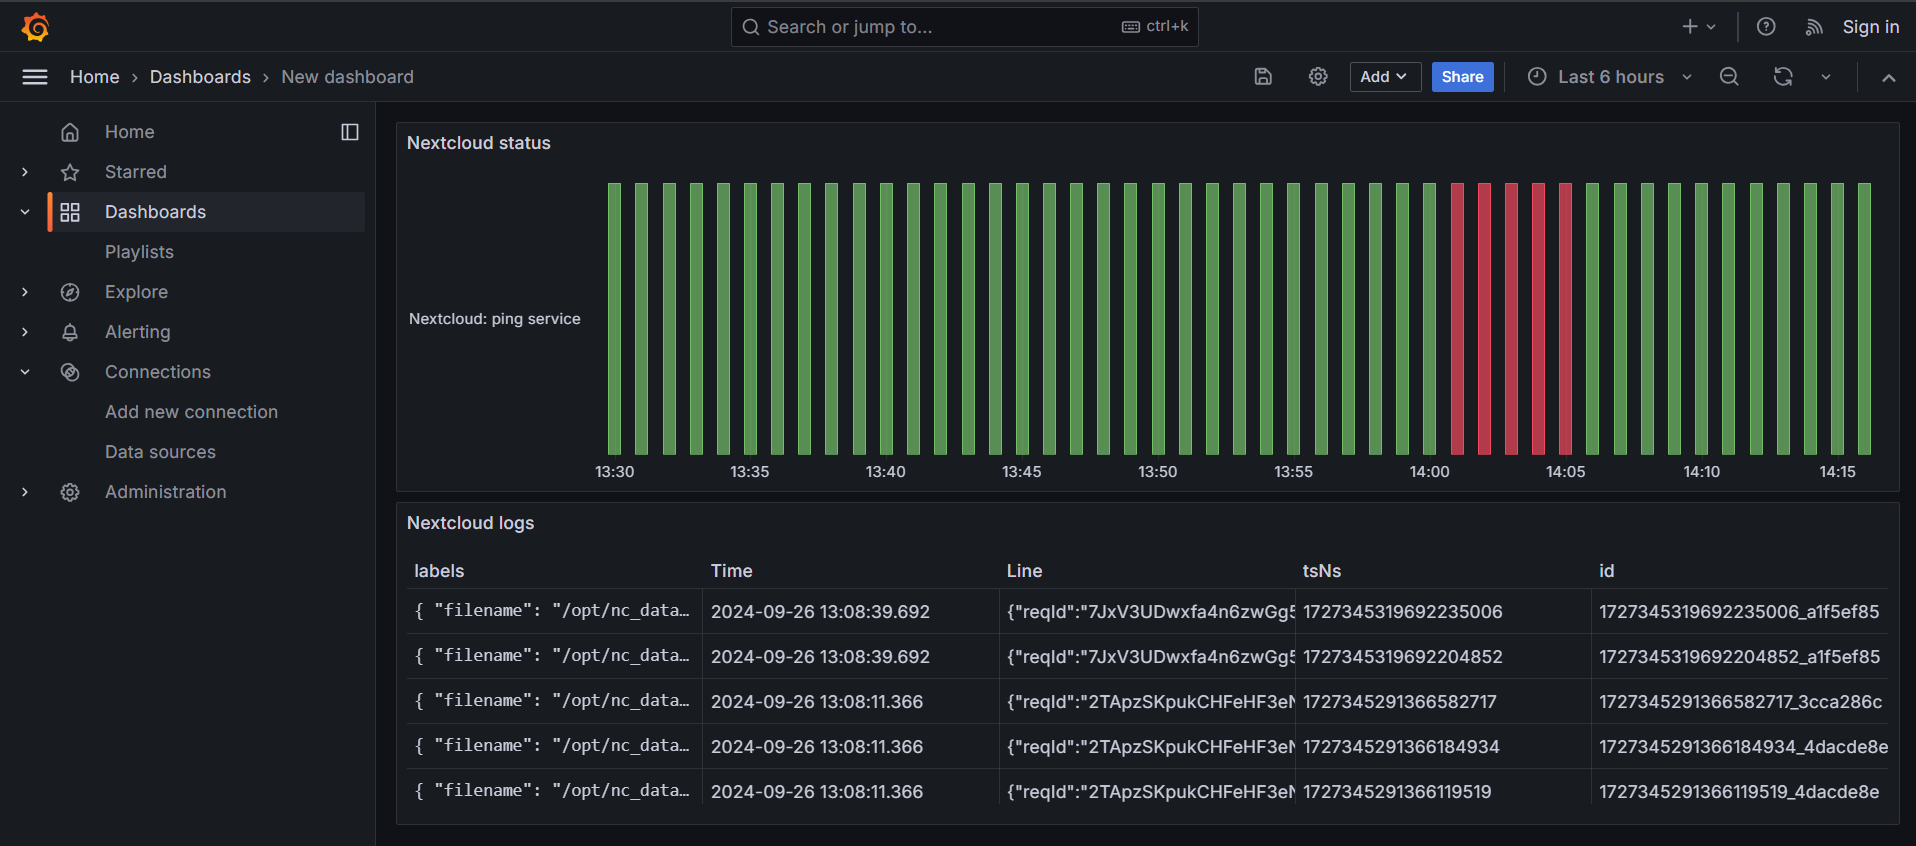 Search or jump to... ctrl+k Sign in
Home › Dashboards › New dashboard Add Share Last 6 hours
Home
Starred
Dashboards
Playlists
Explore
Alerting
Connections
Add new connection
Data sources
Administration
Nextcloud status
Nextcloud: ping service
13:30 13:35 13:40 13:45 13:50 13:55 14:00 14:05 14:10 14:15
Nextcloud logs
labels Time Line tsNs id
{ "filename": "/opt/nc_data... 2024-09-26 13:08:39.692 {"reqId":"7JxV3UDwxfa4n6zwGg5 1727345319692235006 1727345319692235006_a1f5ef85
{ "filename": "/opt/nc_data... 2024-09-26 13:08:39.692 {"reqId":"7JxV3UDwxfa4n6zwGg5 1727345319692204852 1727345319692204852_a1f5ef85
{ "filename": "/opt/nc_data... 2024-09-26 13:08:11.366 {"reqId":"2TApzSKpukCHFeHF3eN 1727345291366582717 1727345291366582717_3cca286c
{ "filename": "/opt/nc_data... 2024-09-26 13:08:11.366 {"reqId":"2TApzSKpukCHFeHF3eN 1727345291366184934 1727345291366184934_4dacde8e
{ "filename": "/opt/nc_data... 2024-09-26 13:08:11.366 {"reqId":"2TApzSKpukCHFeHF3eN 1727345291366119519 1727345291366119519_4dacde8e